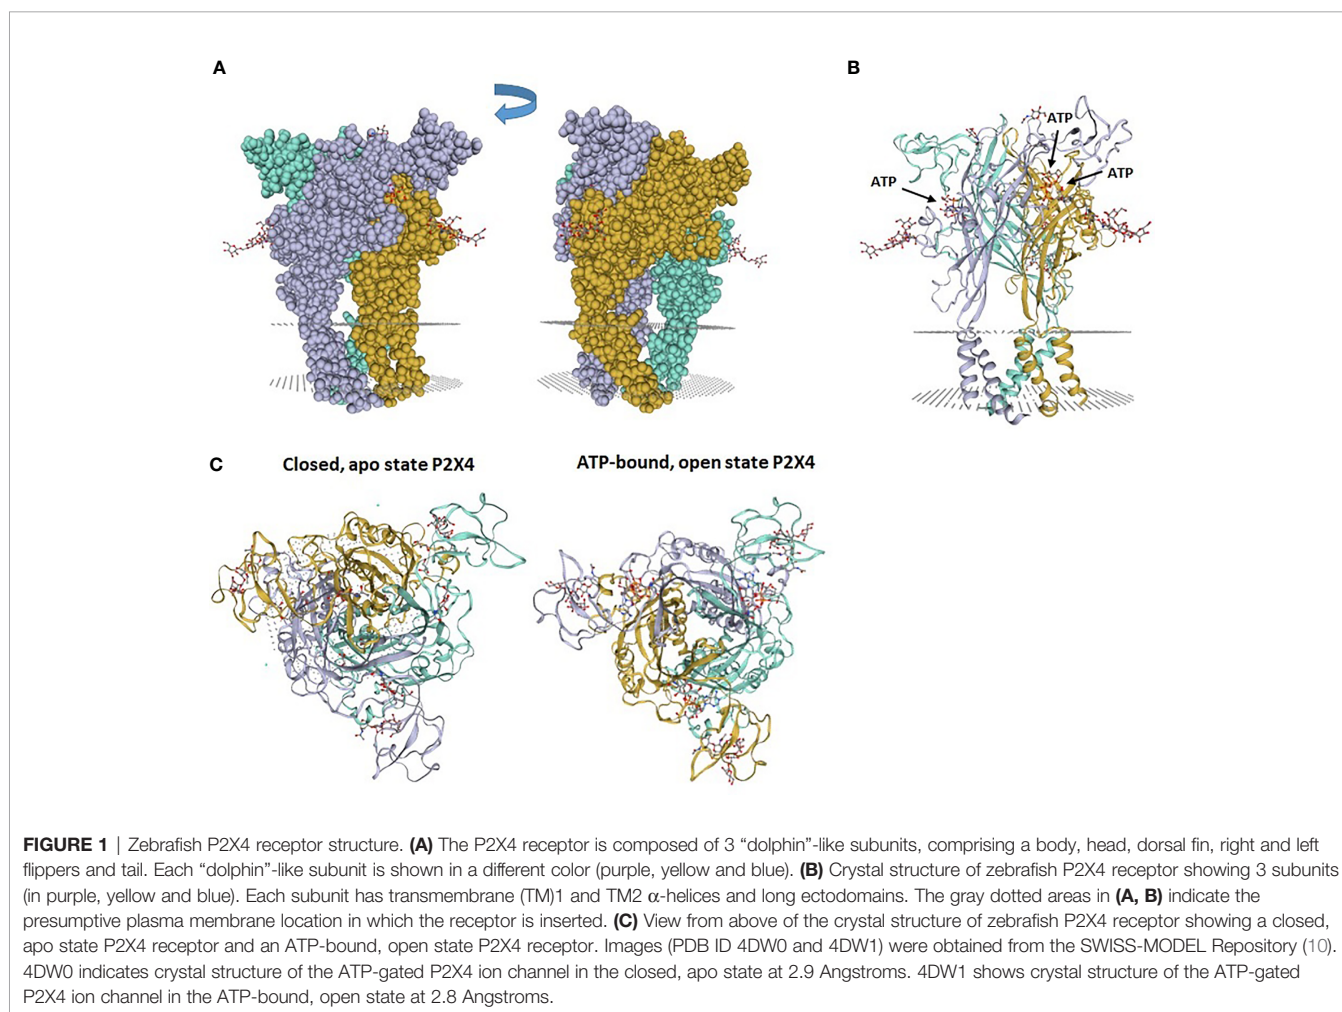 A
B
ATP
ATP
ATP
C
Closed, apo state P2X4
ATP-bound, open state P2X4
FIGURE 1 | Zebrafish P2X4 receptor structure. (A) The P2X4 receptor is composed of 3 “dolphin”-like subunits, comprising a body, head, dorsal fin, right and left
flippers and tail. Each “dolphin”-like subunit is shown in a different color (purple, yellow and blue). (B) Crystal structure of zebrafish P2X4 receptor showing 3 subunits
(in purple, yellow and blue). Each subunit has transmembrane (TM)1 and TM2 α-helices and long ectodomains. The gray dotted areas in (A, B) indicate the
presumptive plasma membrane location in which the receptor is inserted. (C) View from above of the crystal structure of zebrafish P2X4 receptor showing a closed,
apo state P2X4 receptor and an ATP-bound, open state P2X4 receptor. Images (PDB ID 4DW0 and 4DW1) were obtained from the SWISS-MODEL Repository (10).
4DW0 indicates crystal structure of the ATP-gated P2X4 ion channel in the closed, apo state at 2.9 Angstroms. 4DW1 shows crystal structure of the ATP-gated
P2X4 ion channel in the ATP-bound, open state at 2.8 Angstroms.